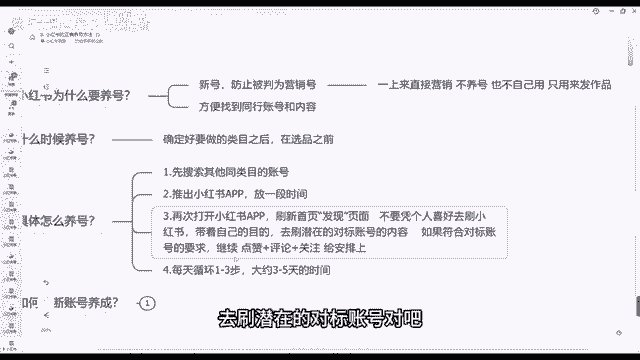 小红书的正确养号方法
小红书为什么要养号？
新号，防止被判为营销号
一上来直接营销 不养号 也不自己用 只用来发作品
方便找到同行账号和内容
什么时候养号？
确定好要做的类目之后，在选品之前
具体怎么养号？
1.先搜索其他同类目的账号
2.推出小红书APP，放一段时间
3.再次打开小红书APP，刷新首页“发现”页面 不要凭个人喜好去刷小
红书，带着自己的目的，去刷潜在的对标账号的内容 如果符合对标账
号的要求，继续 点赞+评论+关注 给安排上
4.每天循环1-3步，大约3-5天的时间
新账号养成？
1
去刷潜在的对标账号对吧